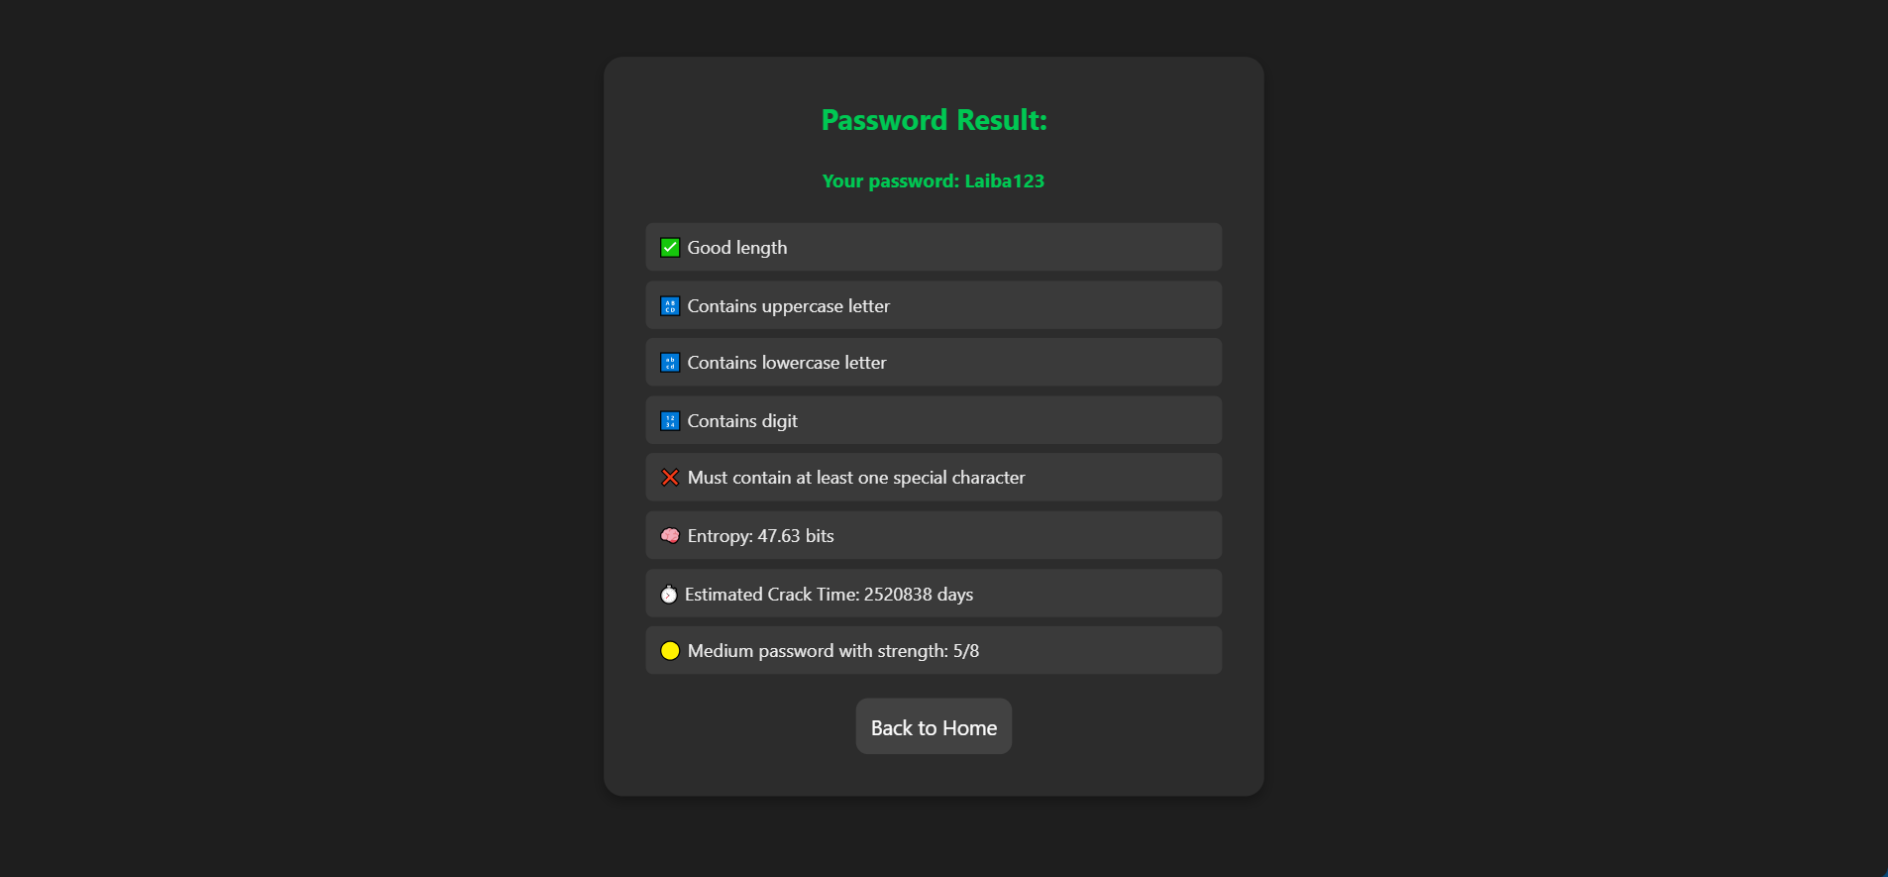 Password Result:
Your password: Laiba123
✅ Good length
🔠 Contains uppercase letter
🔡 Contains lowercase letter
🔢 Contains digit
❌ Must contain at least one special character
🧠 Entropy: 47.63 bits
⏱ Estimated Crack Time: 2520838 days
🟡 Medium password with strength: 5/8
Back to Home